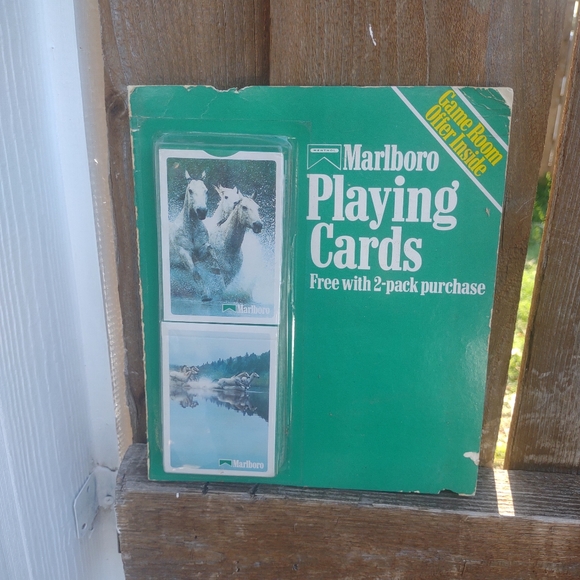 Game Room
Offer Inside
Marlboro
Playing
Cards
Free with 2-pack purchase
Marlboro
Marlboro